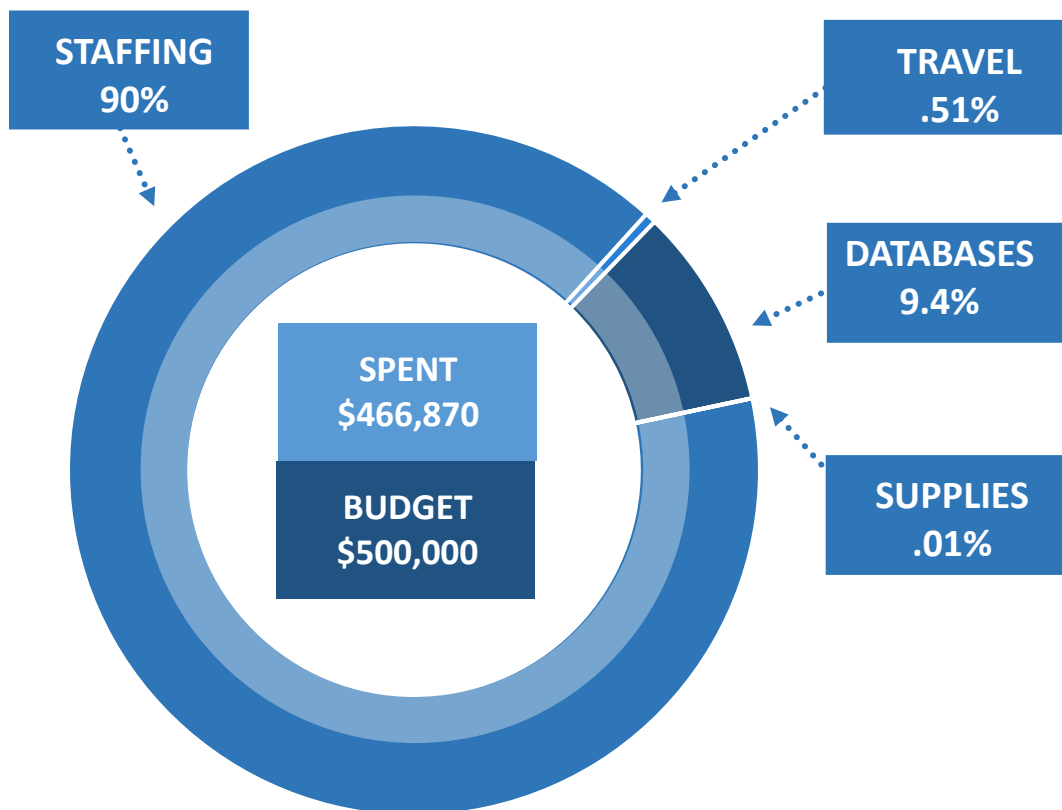 STAFFING
90%
TRAVEL
.51%
DATABASES
9.4%
SPENT
$466,870
BUDGET
$500,000
SUPPLIES
.01%